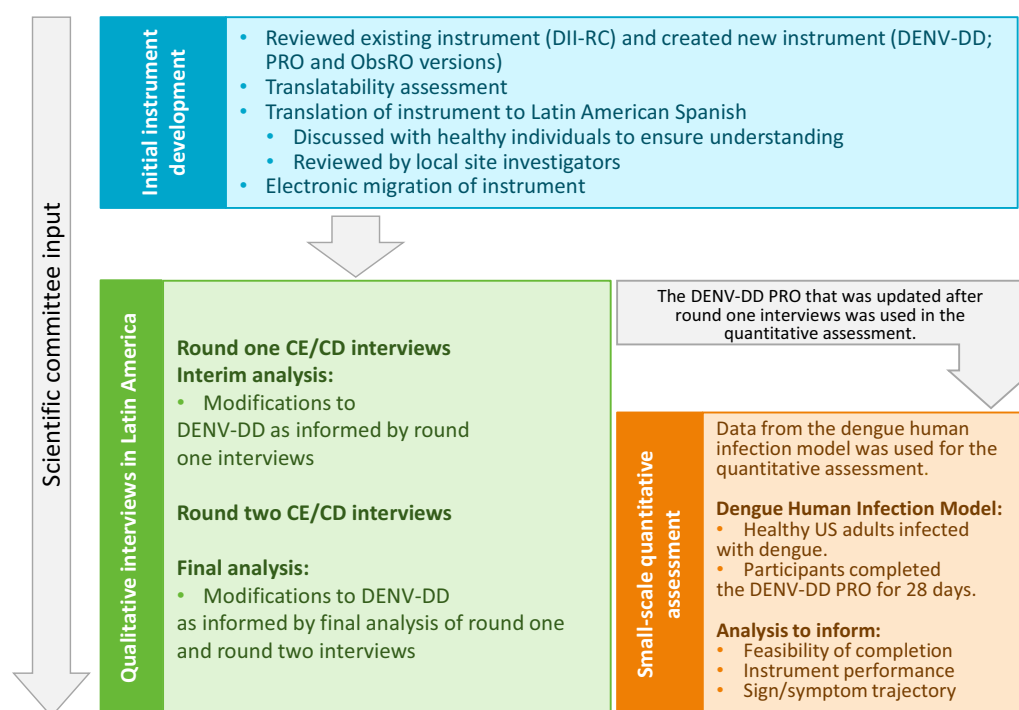 Scientific committee input
Initial instrument
development
• Reviewed existing instrument (DII-RC) and created new instrument (DENV-DD;
PRO and ObsRO versions)
• Translatability assessment
• Translation of instrument to Latin American Spanish
• Discussed with healthy individuals to ensure understanding
• Reviewed by local site investigators
• Electronic migration of instrument
Qualitative interviews in Latin America
Round one CE/CD interviews
Interim analysis:
• Modifications to
DENV-DD as informed by round
one interviews
Round two CE/CD interviews
Final analysis:
• Modifications to DENV-DD
as informed by final analysis of round one
and round two interviews
The DENV-DD PRO that was updated after
round one interviews was used in the
quantitative assessment.
Small-scale quantitative
assessment
Data from the dengue human
infection model was used for the
quantitative assessment.
Dengue Human Infection Model:
• Healthy US adults infected
with dengue.
• Participants completed
the DENV-DD PRO for 28 days.
Analysis to inform:
• Feasibility of completion
• Instrument performance
• Sign/symptom trajectory